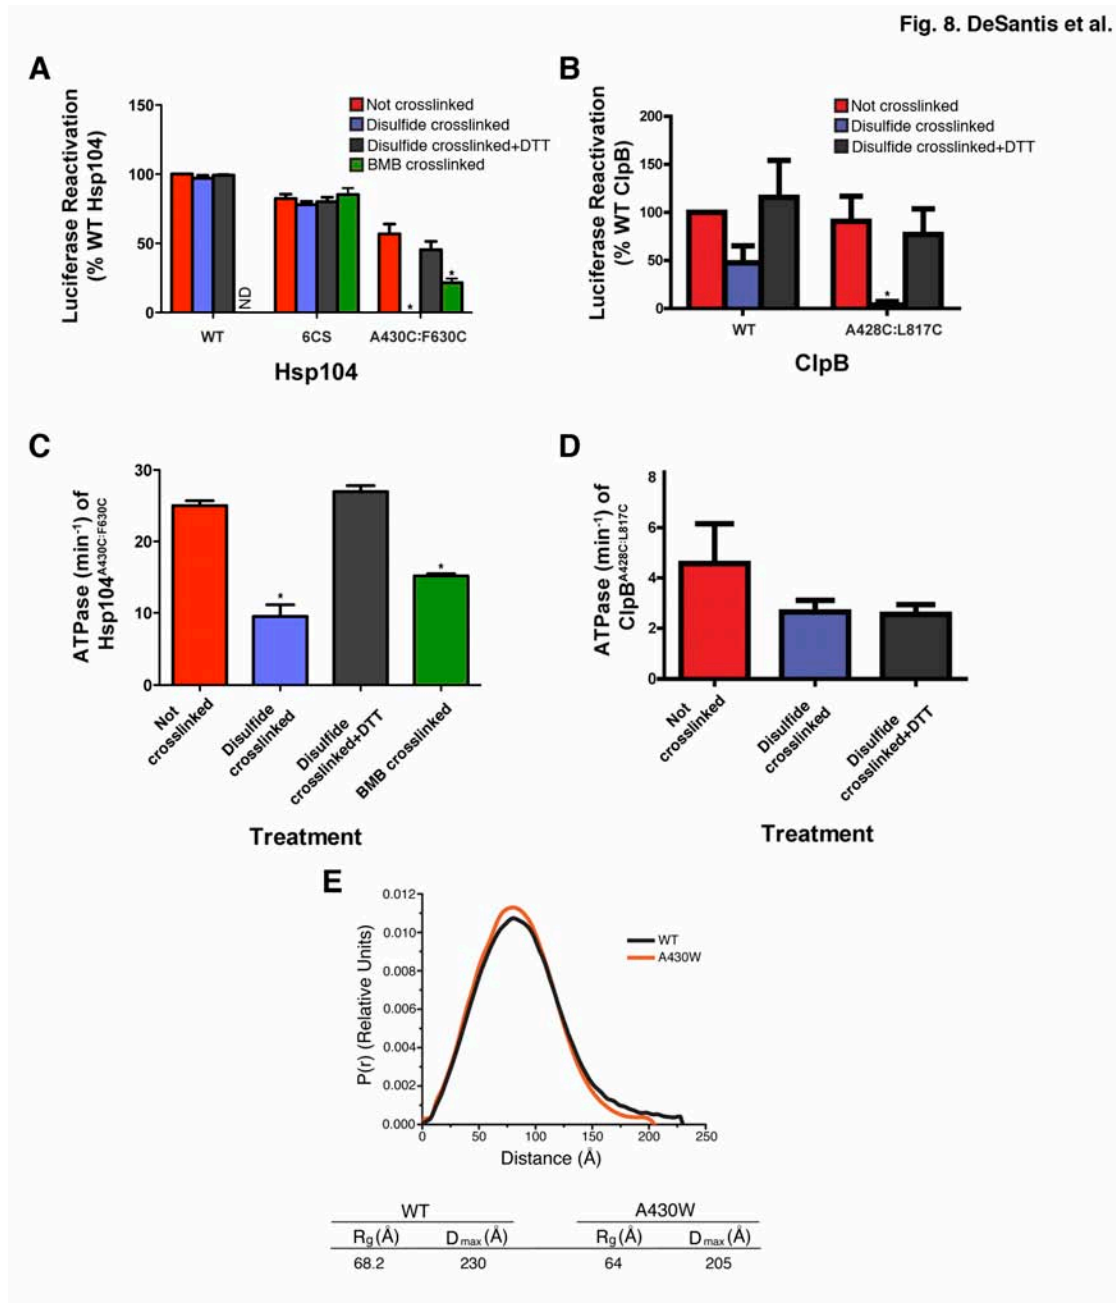 Fig. 8. DeSantis et al.
A
Luciferase Reactivation
(% WT Hsp104)
150
100
50
0
Not crosslinked
Disulfide crosslinked
Disulfide crosslinked+DTT
BMB crosslinked
ND
*
*
WT
6CS
A430C:F630C
Hsp104
B
Luciferase Reactivation
(% WT ClpB)
200
150
100
50
0
Not crosslinked
Disulfide crosslinked
Disulfide crosslinked+DTT
*
WT
A428C:L817C
ClpB
C
ATPase (min⁻¹) of
Hsp104^A430C:F630C
30
20
10
0
*
*
Not
crosslinked
Disulfide
crosslinked
Disulfide
crosslinked+DTT
BMB crosslinked
Treatment
D
ATPase (min⁻¹) of
ClpB^A428C:L817C
8
6
4
2
0
Not
crosslinked
Disulfide
crosslinked
Disulfide
crosslinked+DTT
Treatment
E
P(r) (Relative Units)
0.012
0.010
0.008
0.006
0.004
0.002
0.000
WT
A430W
0 50 100 150 200 250
Distance (Å)
WT A430W
Rg(Å) Dmax(Å) Rg(Å) Dmax(Å)
68.2 230 64 205